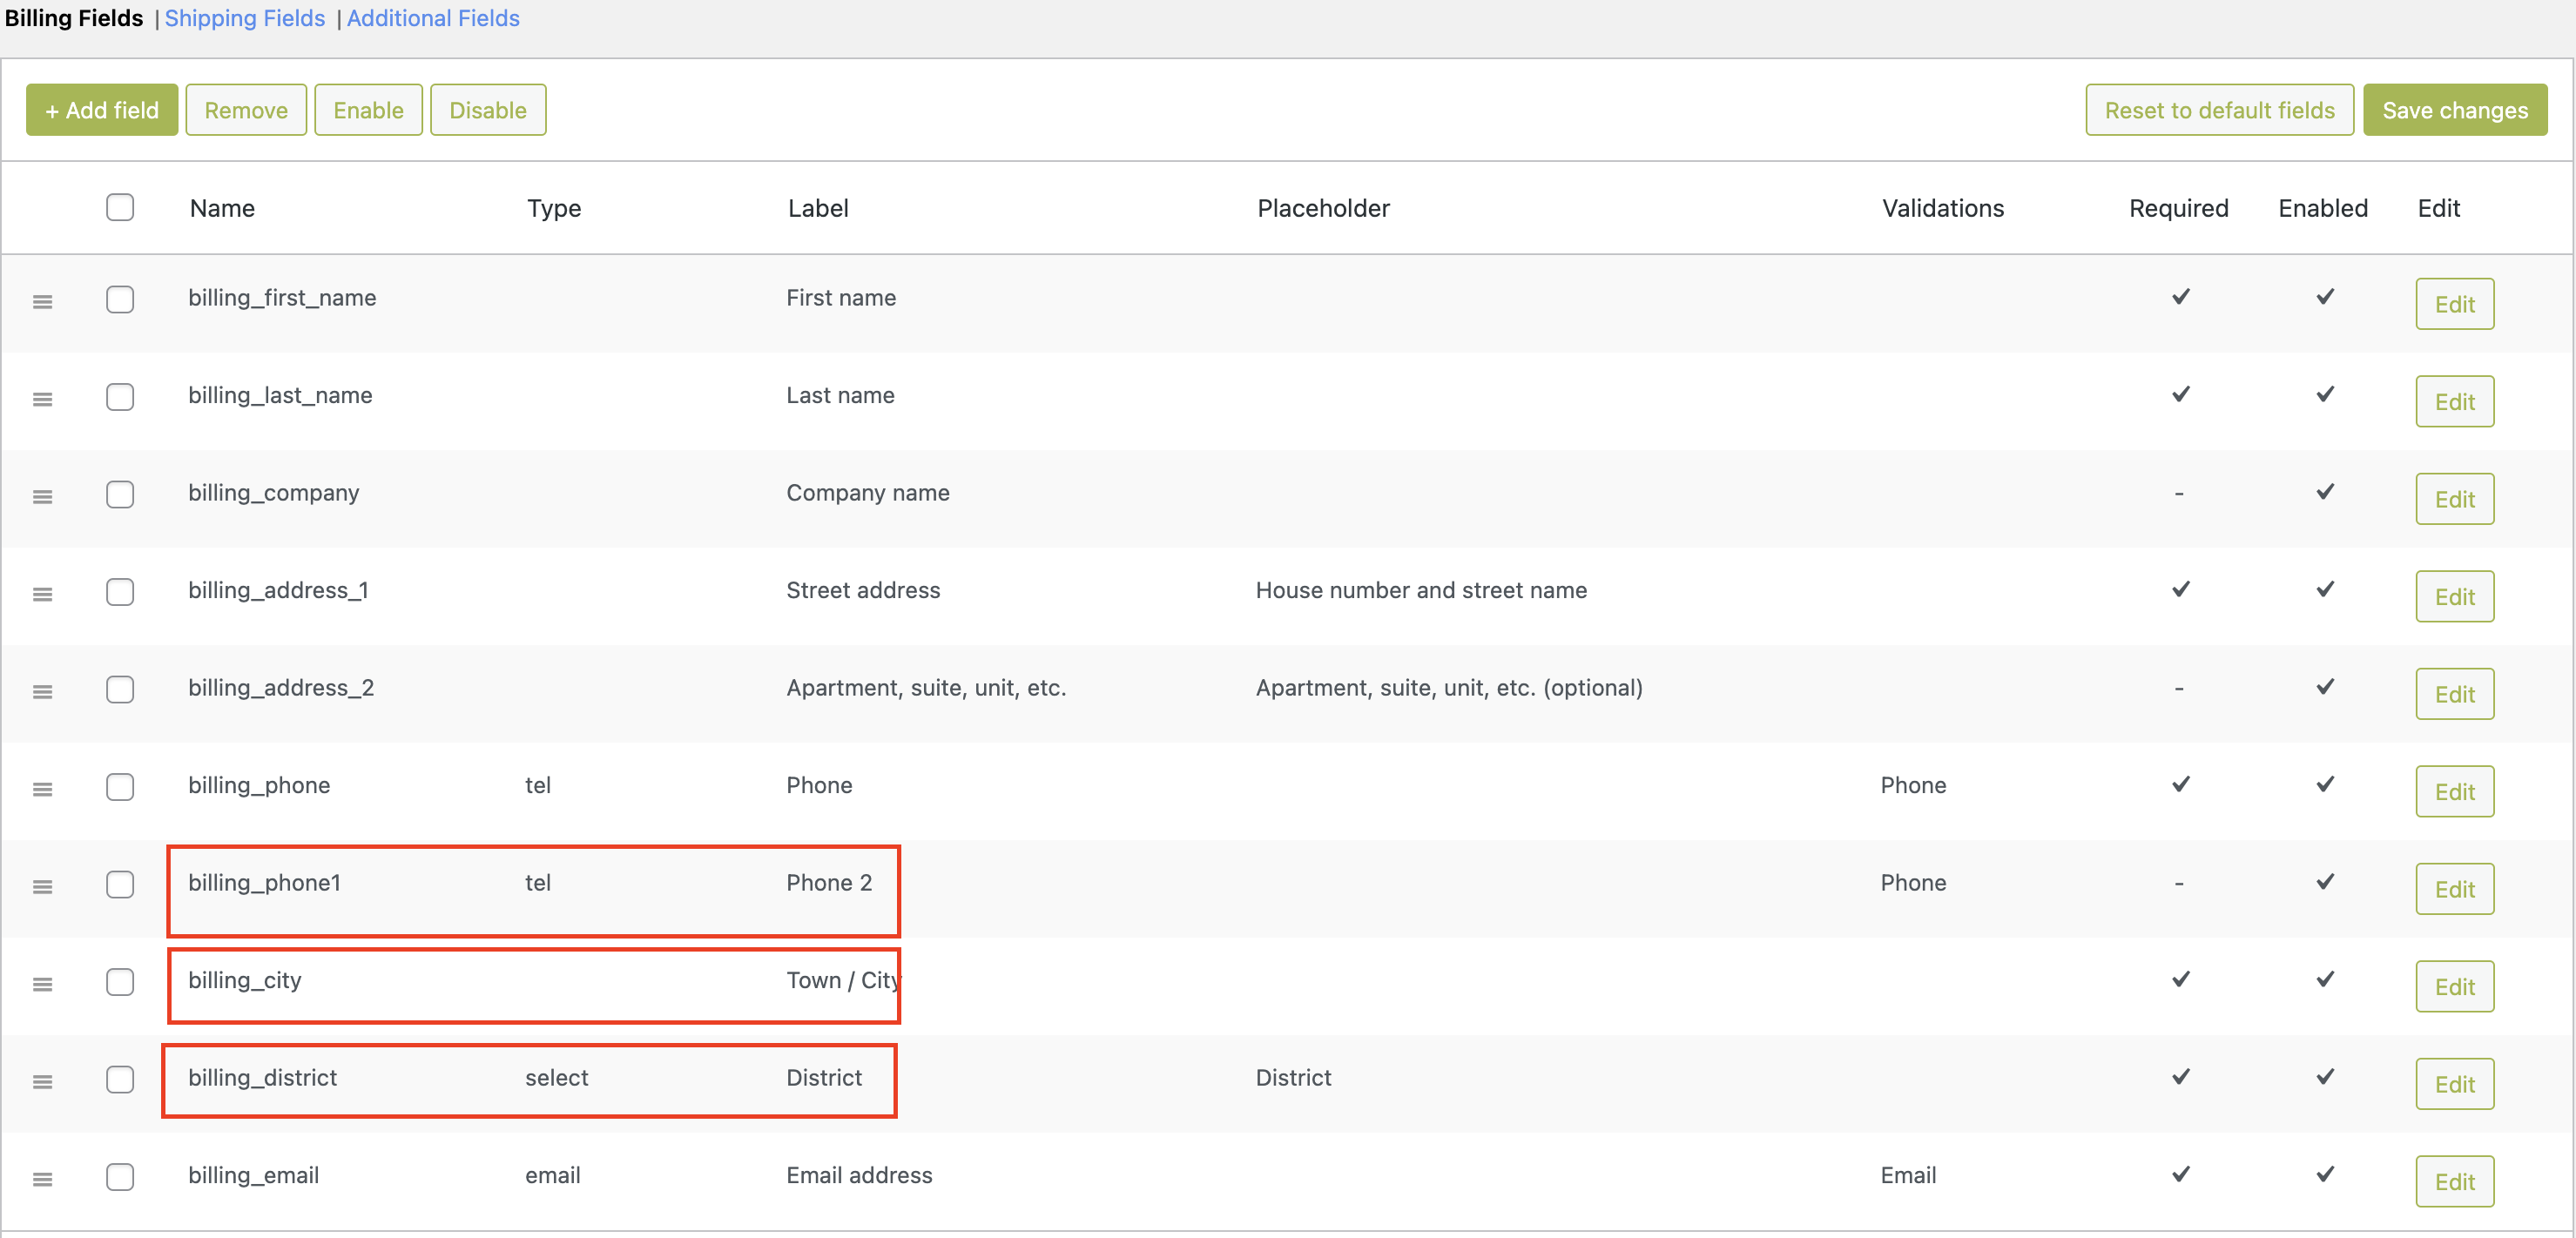 Billing Fields | Shipping Fields | Additional Fields
+ Add field Remove Enable Disable Reset to default fields Save changes
Name Type Label Placeholder Validations Required Enabled Edit
billing_first_name First name ✔ ✔ Edit
billing_last_name Last name ✔ ✔ Edit
billing_company Company name - ✔ Edit
billing_address_1 Street address House number and street name ✔ ✔ Edit
billing_address_2 Apartment, suite, unit, etc. Apartment, suite, unit, etc. (optional) - ✔ Edit
billing_phone tel Phone Phone ✔ ✔ Edit
billing_phone1 tel Phone 2 Phone - ✔ Edit
billing_city Town / City ✔ ✔ Edit
billing_district select District District ✔ ✔ Edit
billing_email email Email address Email ✔ ✔ Edit